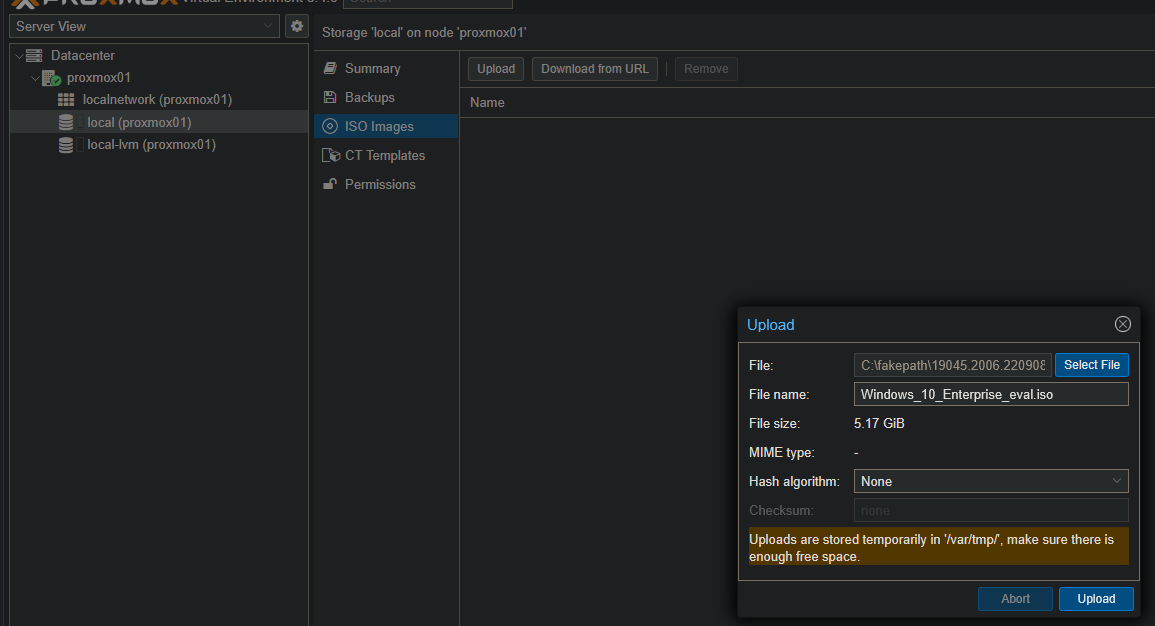 PROXMOX Virtual Environment
Search
Server View
Storage 'local' on node 'proxmox01'
Datacenter
proxmox01
localnetwork (proxmox01)
local (proxmox01)
local-lvm (proxmox01)
Summary
Backups
ISO Images
CT Templates
Permissions
Upload
Download from URL
Remove
Name
Upload
File:
C:\fakepath\19045.2006.220908
Select File
File name:
Windows_10_Enterprise_eval.iso
File size:
5.17 GiB
MIME type:
-
Hash algorithm:
None
Checksum:
none
Uploads are stored temporarily in '/var/tmp/', make sure there is
enough free space.
Abort
Upload